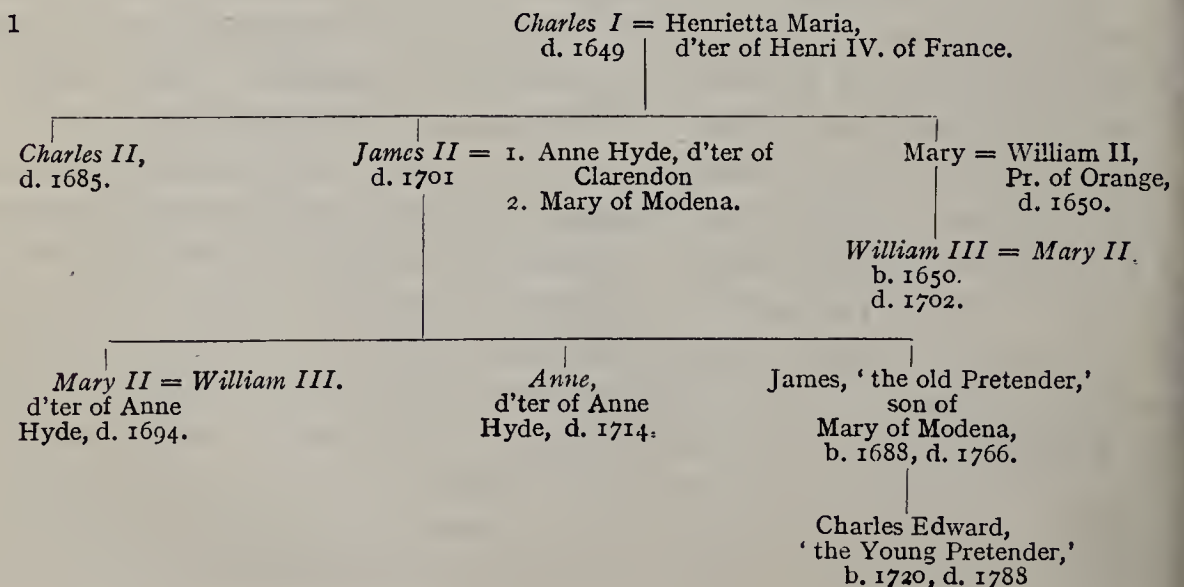 1
Charles I = Henrietta Maria,
d. 1649 d'ter of Henri IV. of France.
Charles II,
d. 1685.
James II = 1. Anne Hyde, d'ter of
d. 1701 Clarendon
2. Mary of Modena.
Mary = William II,
Pr. of Orange,
d. 1650.
William III = Mary II.
b. 1650.
d. 1702.
Mary II = William III.
d'ter of Anne
Hyde, d. 1694.
Anne,
d'ter of Anne
Hyde, d. 1714.
James, ‘ the old Pretender,’
son of
Mary of Modena,
b. 1688, d. 1766.
Charles Edward,
‘ the Young Pretender,’
b. 1720, d. 1788